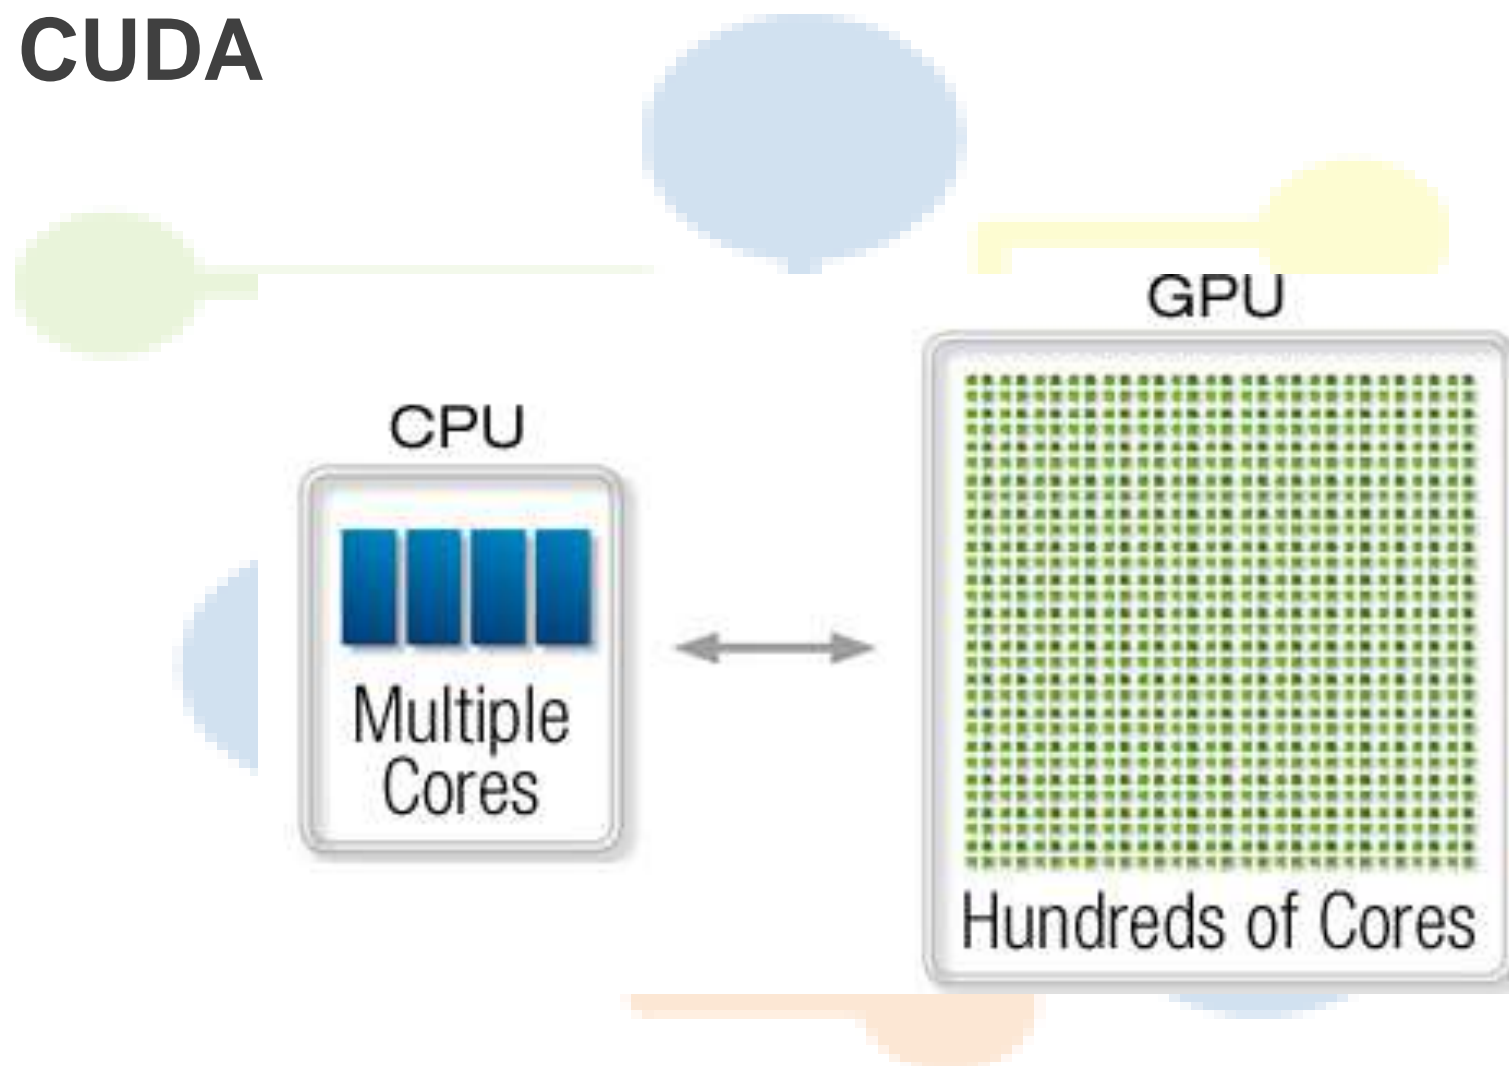 CUDA
CPU
Multiple
Cores
GPU
Hundreds of Cores